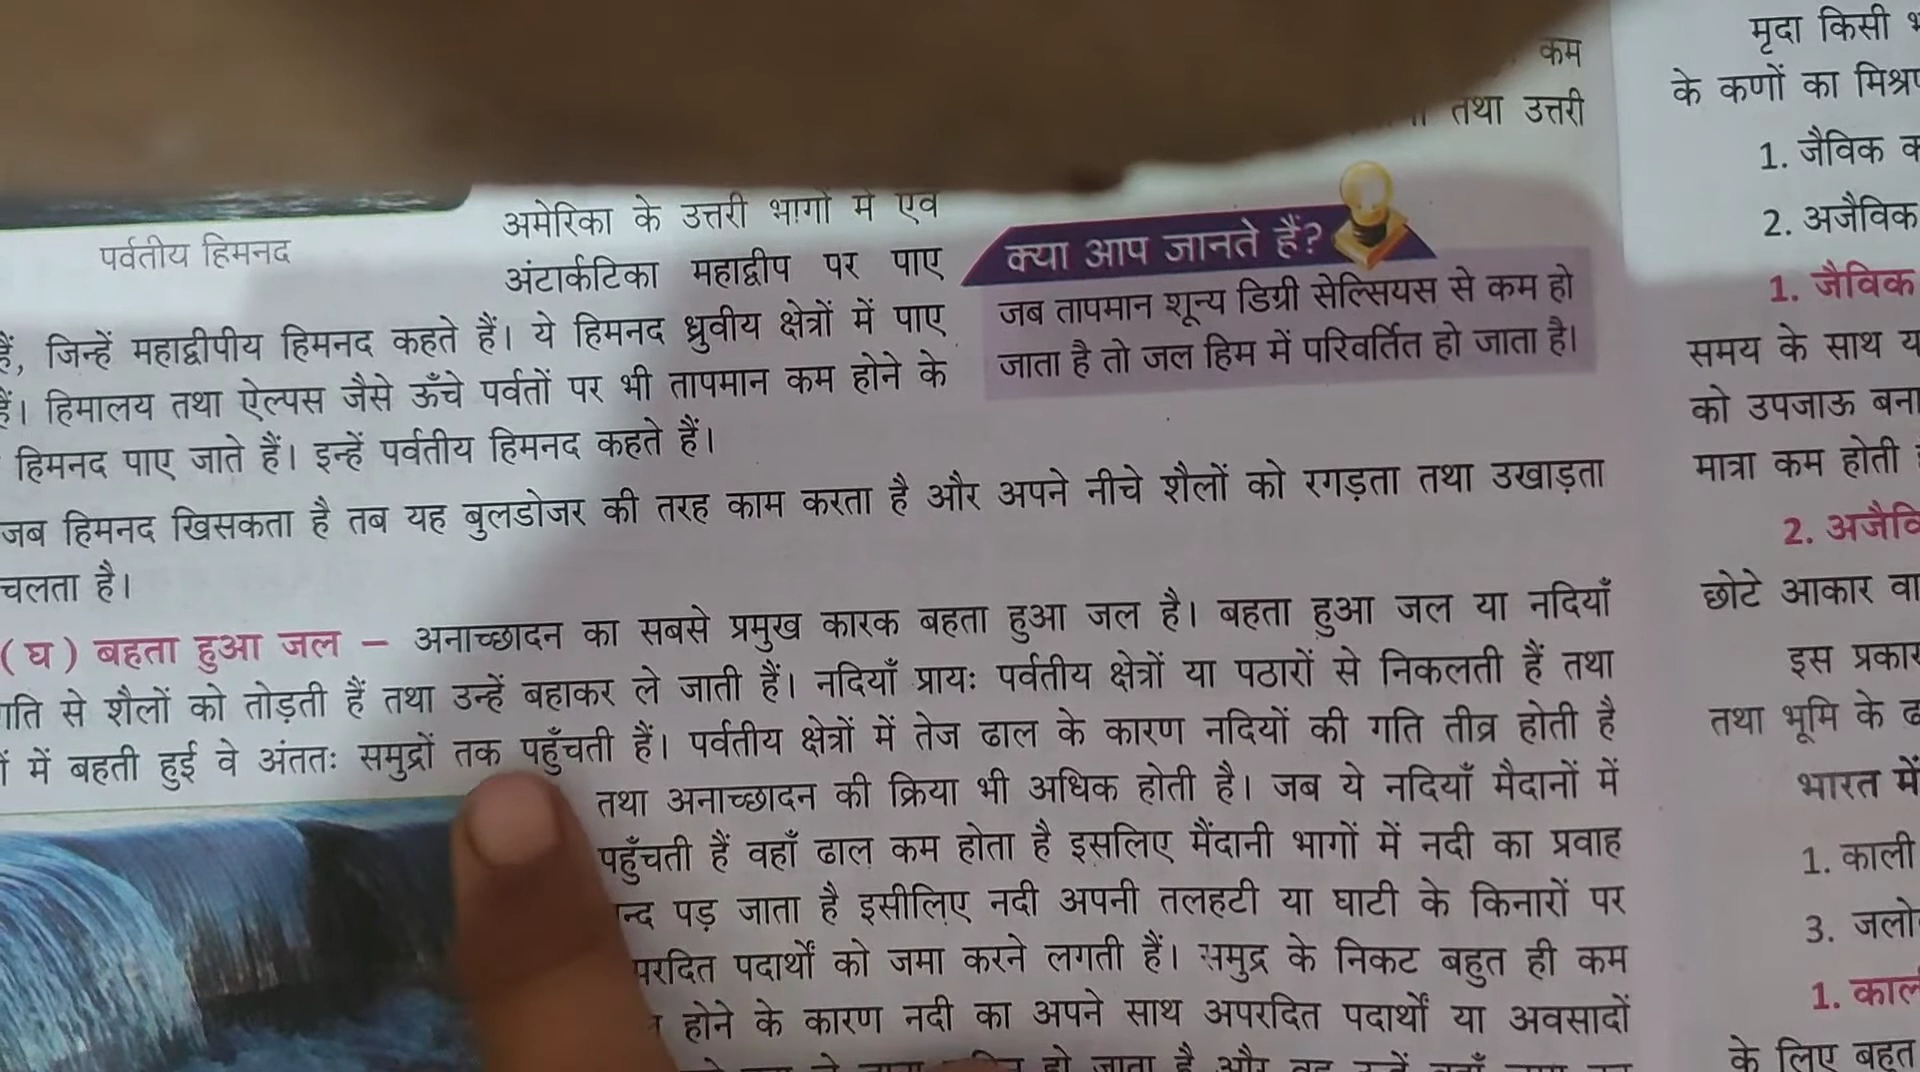 कम
तथा उत्तरी
पर्वतीय हिमनद
अमेरिका के उत्तरी भागों में एवं
अंटार्कटिका महाद्वीप पर पाए
हैं, जिन्हें महाद्वीपीय हिमनद कहते हैं। ये हिमनद ध्रुवीय क्षेत्रों में पाए
हैं। हिमालय तथा ऐल्पस जैसे ऊँचे पर्वतों पर भी तापमान कम होने के
हिमनद पाए जाते हैं। इन्हें पर्वतीय हिमनद कहते हैं।
क्या आप जानते हैं?
जब तापमान शून्य डिग्री सेल्सियस से कम हो
जाता है तो जल हिम में परिवर्तित हो जाता है।
जब हिमनद खिसकता है तब यह बुलडोजर की तरह काम करता है और अपने नीचे शैलों को रगड़ता तथा उखाड़ता
चलता है।
(घ) बहता हुआ जल – अनाच्छादन का सबसे प्रमुख कारक बहता हुआ जल है। बहता हुआ जल या नदियाँ
से शैलों को तोड़ती हैं तथा उन्हें बहाकर ले जाती हैं। नदियाँ प्रायः पर्वतीय क्षेत्रों या पठारों से निकलती हैं तथा
में बहती हुई वे अंततः समुद्रों तक पहुँचती हैं। पर्वतीय क्षेत्रों में तेज ढाल के कारण नदियों की गति तीव्र होती है
तथा अनाच्छादन की क्रिया भी अधिक होती है। जब ये नदियाँ मैदानों में
पहुँचती हैं वहाँ ढाल कम होता है इसलिए मैंदानी भागों में नदी का प्रवाह
पड़ जाता है इसीलिए नदी अपनी तलहटी या घाटी के किनारों पर
पदार्थों को जमा करने लगती हैं। समुद्र के निकट बहुत ही कम
होने के कारण नदी का अपने साथ अपरदित पदार्थों या अवसादों
हो जाता है और
मृदा किसी
के कणों का
1. जैविक
2. अजैविक
1. जैविक
समय के साथ
को उपजाऊ
मात्रा कम होती
2.
छोटे आकार
इस प्रकार
तथा भूमि के
भारत में
1. काली
3.
1.
के लिए बहुत